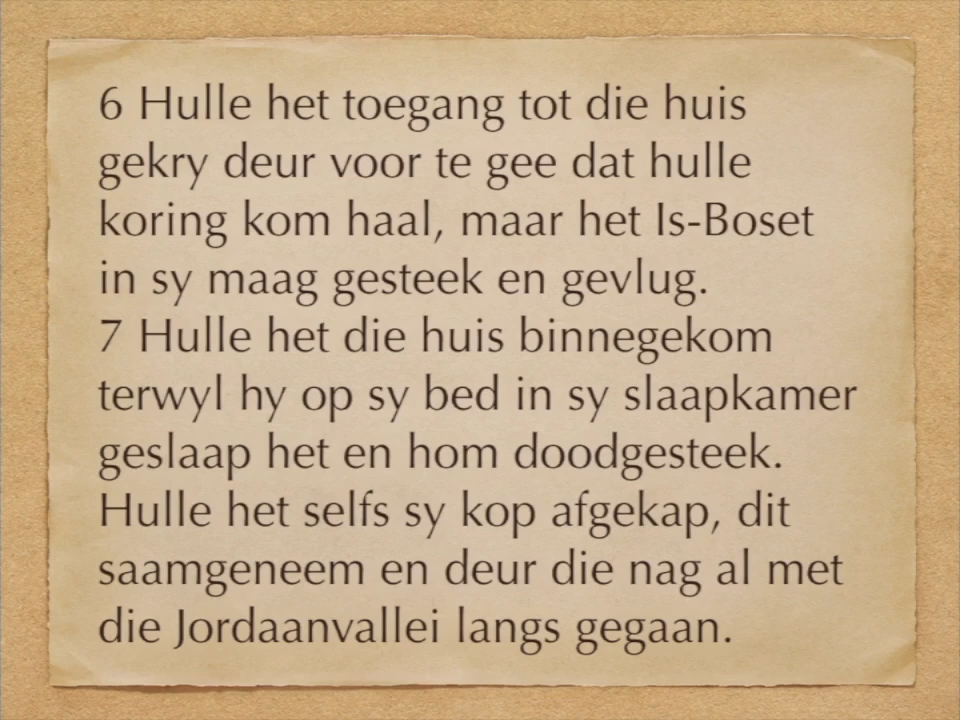 6 Hulle het toegang tot die huis
gekry deur voor te gee dat hulle
koring kom haal, maar het Is-Boset
in sy maag gesteek en gevlug.
7 Hulle het die huis binnegekom
terwyl hy op sy bed in sy slaapkamer
geslaap het en hom doodgesteek.
Hulle het selfs sy kop afgekap, dit
saamgeneem en deur die nag al met
die Jordaanvallei langs gegaan.